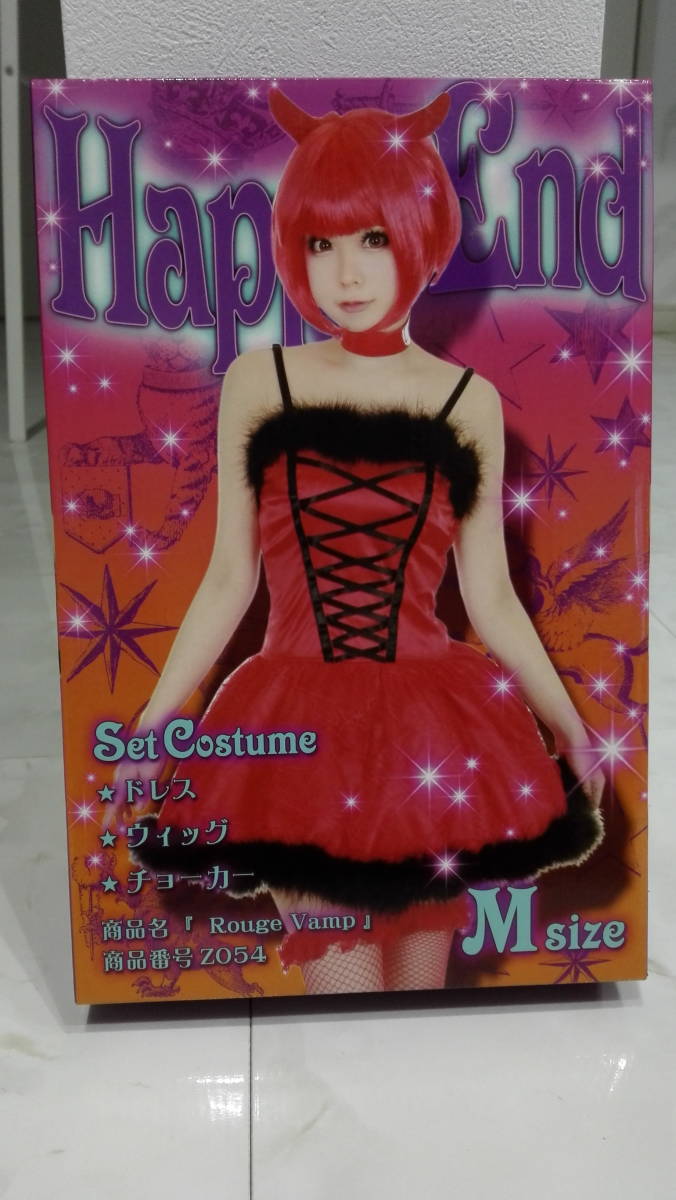 Happ End
Set Costume
★ドレス
★ウィッグ
★チョーカー
商品名『 Rouge Vamp 』
商品番号 Z054
M size